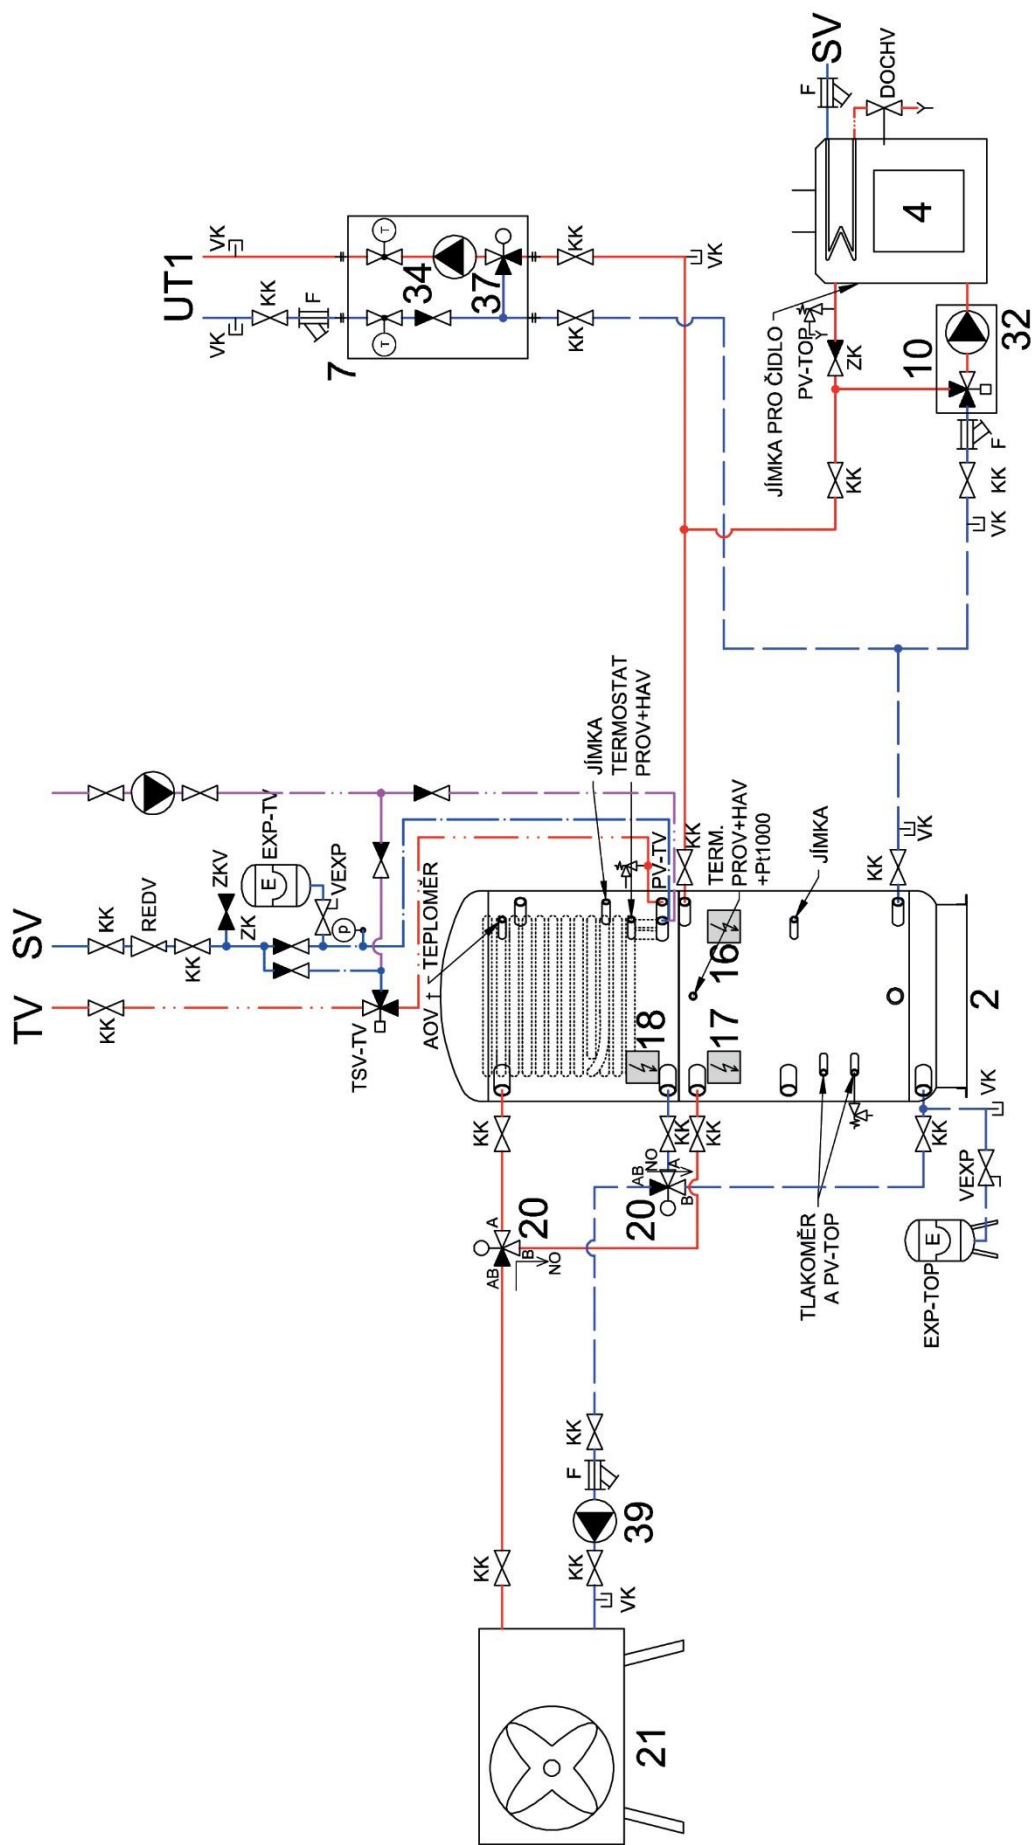 TV
SV
UT1
SV
KK
KK
REDV
KK
ZKV
ZK
EXP-TV
E
VEXP
p
TSV-TV
AOV
TEPLOMĚR
VK
VK
KK
F
7
T
T
34
37
KK
KK
VK
F
DOCHV
4
JÍMKA PRO ČIDLO
PV-TOP
ZK
10
32
KK
F
KK
VK
JÍMKA
TERMOSTAT
PROV+HAV
PV-TV
KK
TERM.
PROV+HAV
+Pt1000
JÍMKA
KK
VK
18
17
16
2
KK
A
AB
B
NO
20
KK
KK
NO
A
AB
B
20
KK
VK
VEXP
TLAKOMĚR
A PV-TOP
E
EXP-TOP
KK
F
39
KK
KK
VK
21